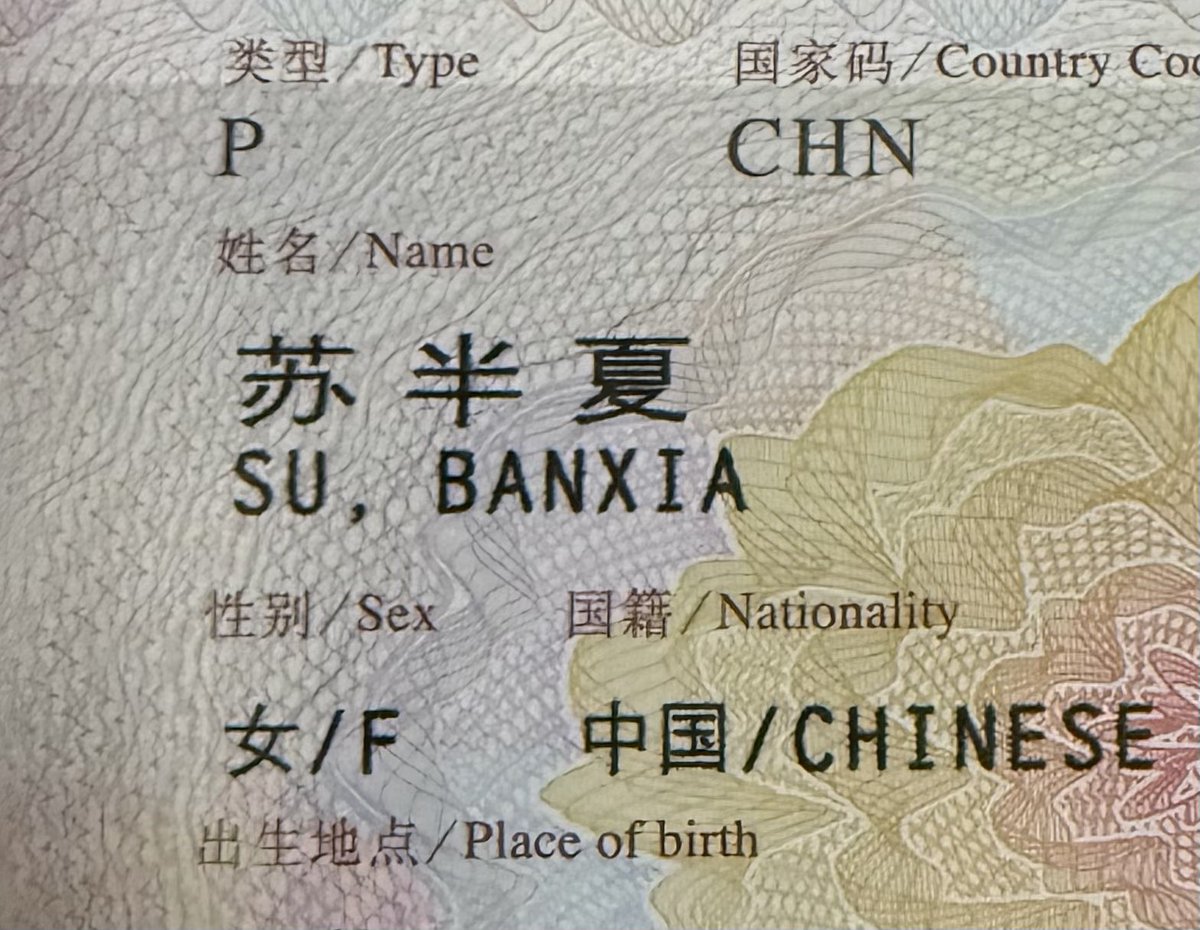 类型/Type 国家码/Country
P CHN
姓名/Name
苏半夏
SU, BANXIA
性别/Sex 国籍/Nationality
女/F 中国/CHINESE
出生地点/Place of birth